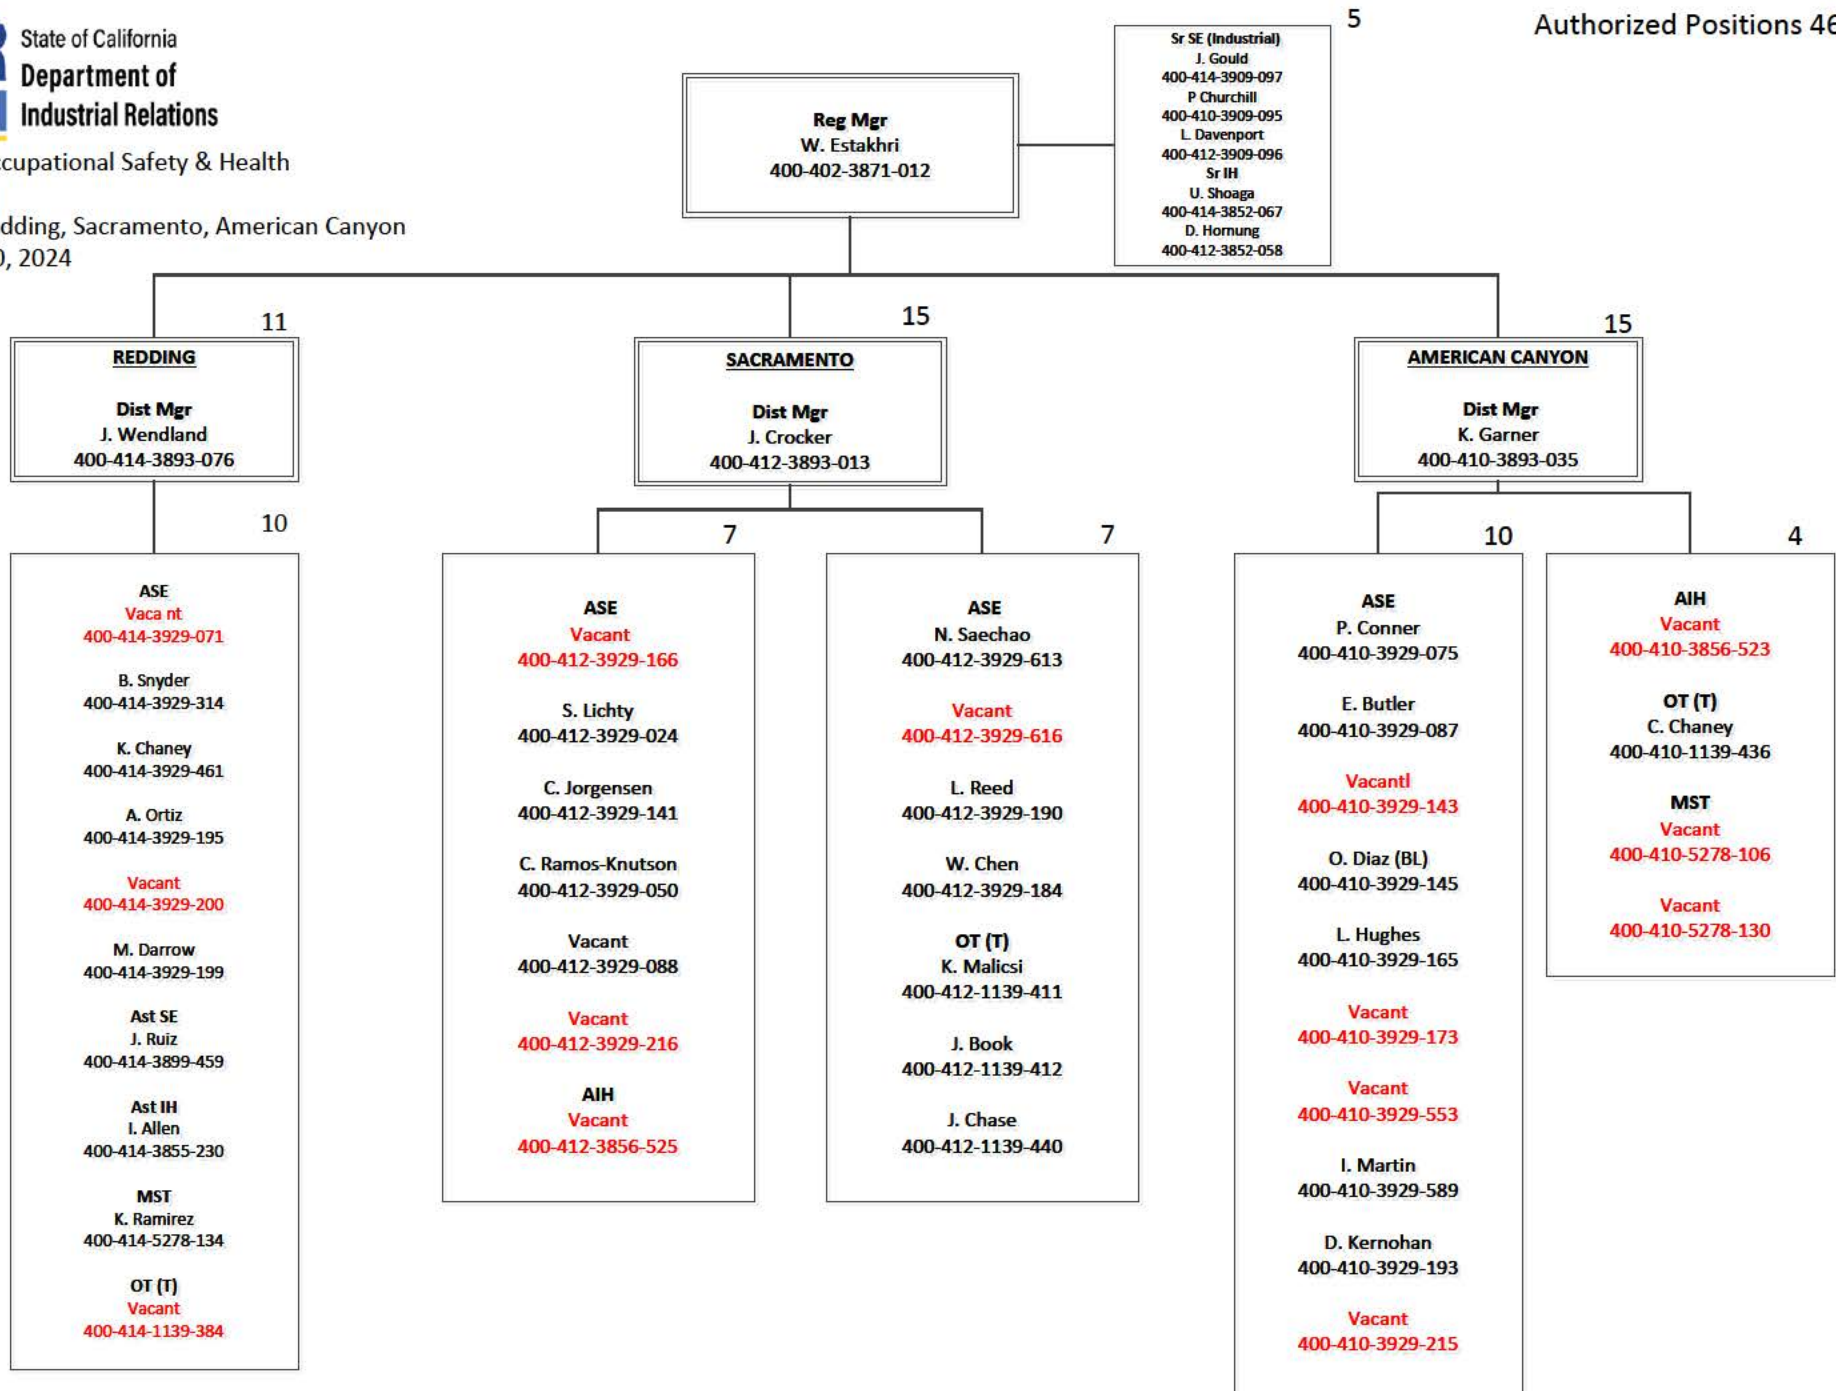 State of California
Department of
Industrial Relations
ccupational Safety & Health
dding, Sacramento, American Canyon
0, 2024
Authorized Positions 46
Reg Mgr
W. Estakhri
400-402-3871-012
5
Sr SE (Industrial)
J. Gould
400-414-3909-097
P Churchill
400-410-3909-095
L. Davenport
400-412-3909-096
Sr IH
U. Shoaga
400-414-3852-067
D. Hornung
400-412-3852-058
11
REDDING
Dist Mgr
J. Wendland
400-414-3893-076
15
SACRAMENTO
Dist Mgr
J. Crocker
400-412-3893-013
15
AMERICAN CANYON
Dist Mgr
K. Garner
400-410-3893-035
10
ASE
Vaca nt
400-414-3929-071
B. Snyder
400-414-3929-314
K. Chaney
400-414-3929-461
A. Ortiz
400-414-3929-195
Vacant
400-414-3929-200
M. Darrow
400-414-3929-199
Ast SE
J. Ruiz
400-414-3899-459
Ast IH
I. Allen
400-414-3855-230
MST
K. Ramirez
400-414-5278-134
OT (T)
Vacant
400-414-1139-384
7
ASE
Vacant
400-412-3929-166
S. Lichty
400-412-3929-024
C. Jorgensen
400-412-3929-141
C. Ramos-Knutson
400-412-3929-050
Vacant
400-412-3929-088
Vacant
400-412-3929-216
AIH
Vacant
400-412-3856-525
7
ASE
N. Saechao
400-412-3929-613
Vacant
400-412-3929-616
L. Reed
400-412-3929-190
W. Chen
400-412-3929-184
OT (T)
K. Malicsi
400-412-1139-411
J. Book
400-412-1139-412
J. Chase
400-412-1139-440
10
ASE
P. Conner
400-410-3929-075
E. Butler
400-410-3929-087
Vacantl
400-410-3929-143
O. Diaz (BL)
400-410-3929-145
L. Hughes
400-410-3929-165
Vacant
400-410-3929-173
Vacant
400-410-3929-553
I. Martin
400-410-3929-589
D. Kernohan
400-410-3929-193
Vacant
400-410-3929-215
4
AIH
Vacant
400-410-3856-523
OT (T)
C. Chaney
400-410-1139-436
MST
Vacant
400-410-5278-106
Vacant
400-410-5278-130